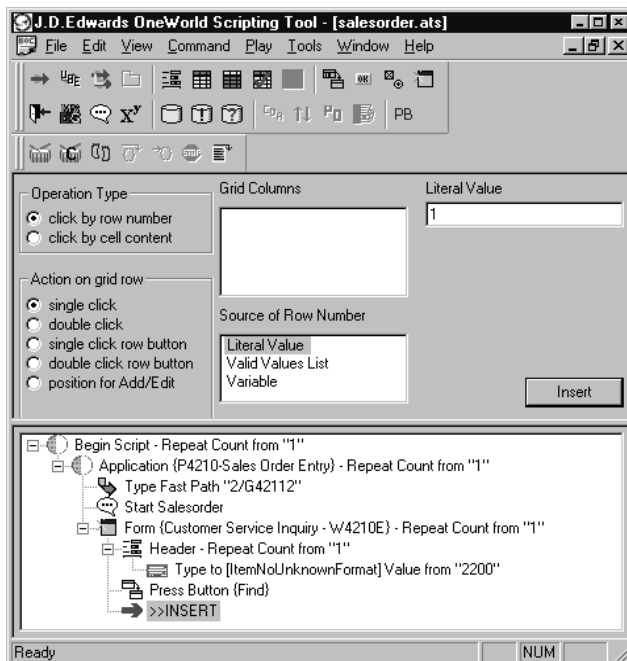 J.D.Edwards OneWorld Scripting Tool - [salesorder.ats]
File Edit View Command Play Tools Window Help
UBE
OK
PB
Operation Type
click by row number
click by cell content
Action on grid row
single click
double click
single click row button
double click row button
position for Add/Edit
Grid Columns
Source of Row Number
Literal Value
Valid Values List
Variable
Literal Value
1
Insert
Begin Script - Repeat Count from "1"
Application {P4210-Sales Order Entry} - Repeat Count from "1"
Type Fast Path "2/G42112"
Start Salesorder
Form {Customer Service Inquiry - W4210E} - Repeat Count from "1"
Header - Repeat Count from "1"
Type to [ItemNoUnknownFormat] Value from "2200"
Press Button {Find}
>>INSERT
Ready NUM